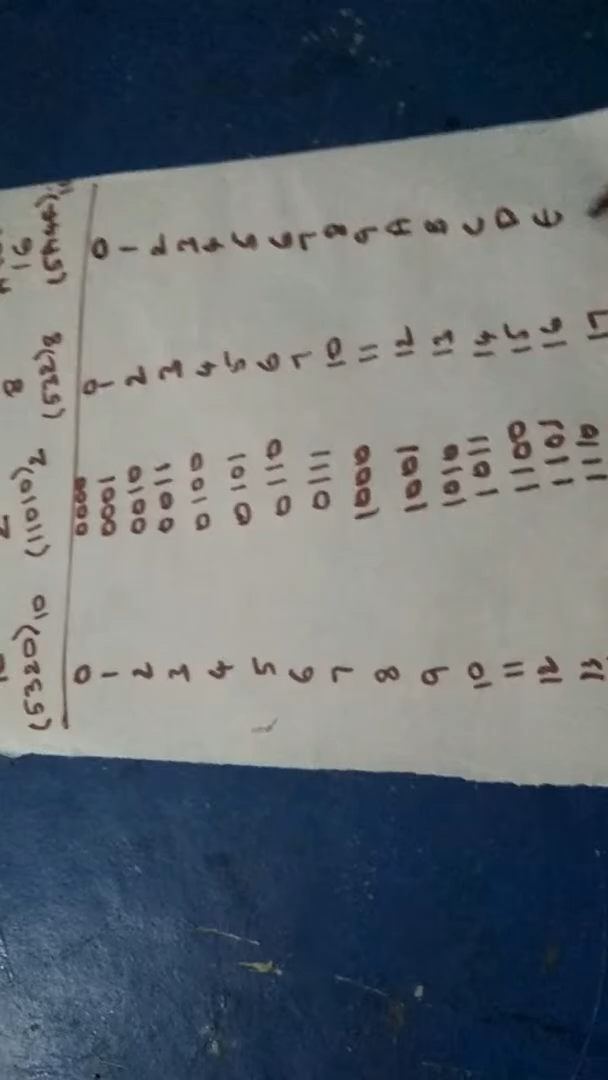 2 8 16
(5320)10 (11010)2 (532)8
0 0000 0 0
1 0001 1 1
2 0010 2 2
3 0011 3 3
4 0100 4 4
5 0101 5 5
6 0110 6 6
7 0111 7 7
8 1000 10 8
9 1001 11 9
10 1010 12 A
11 1011 13 B
12 1100 14 C
13 1101 15 D
1110 16 E
17